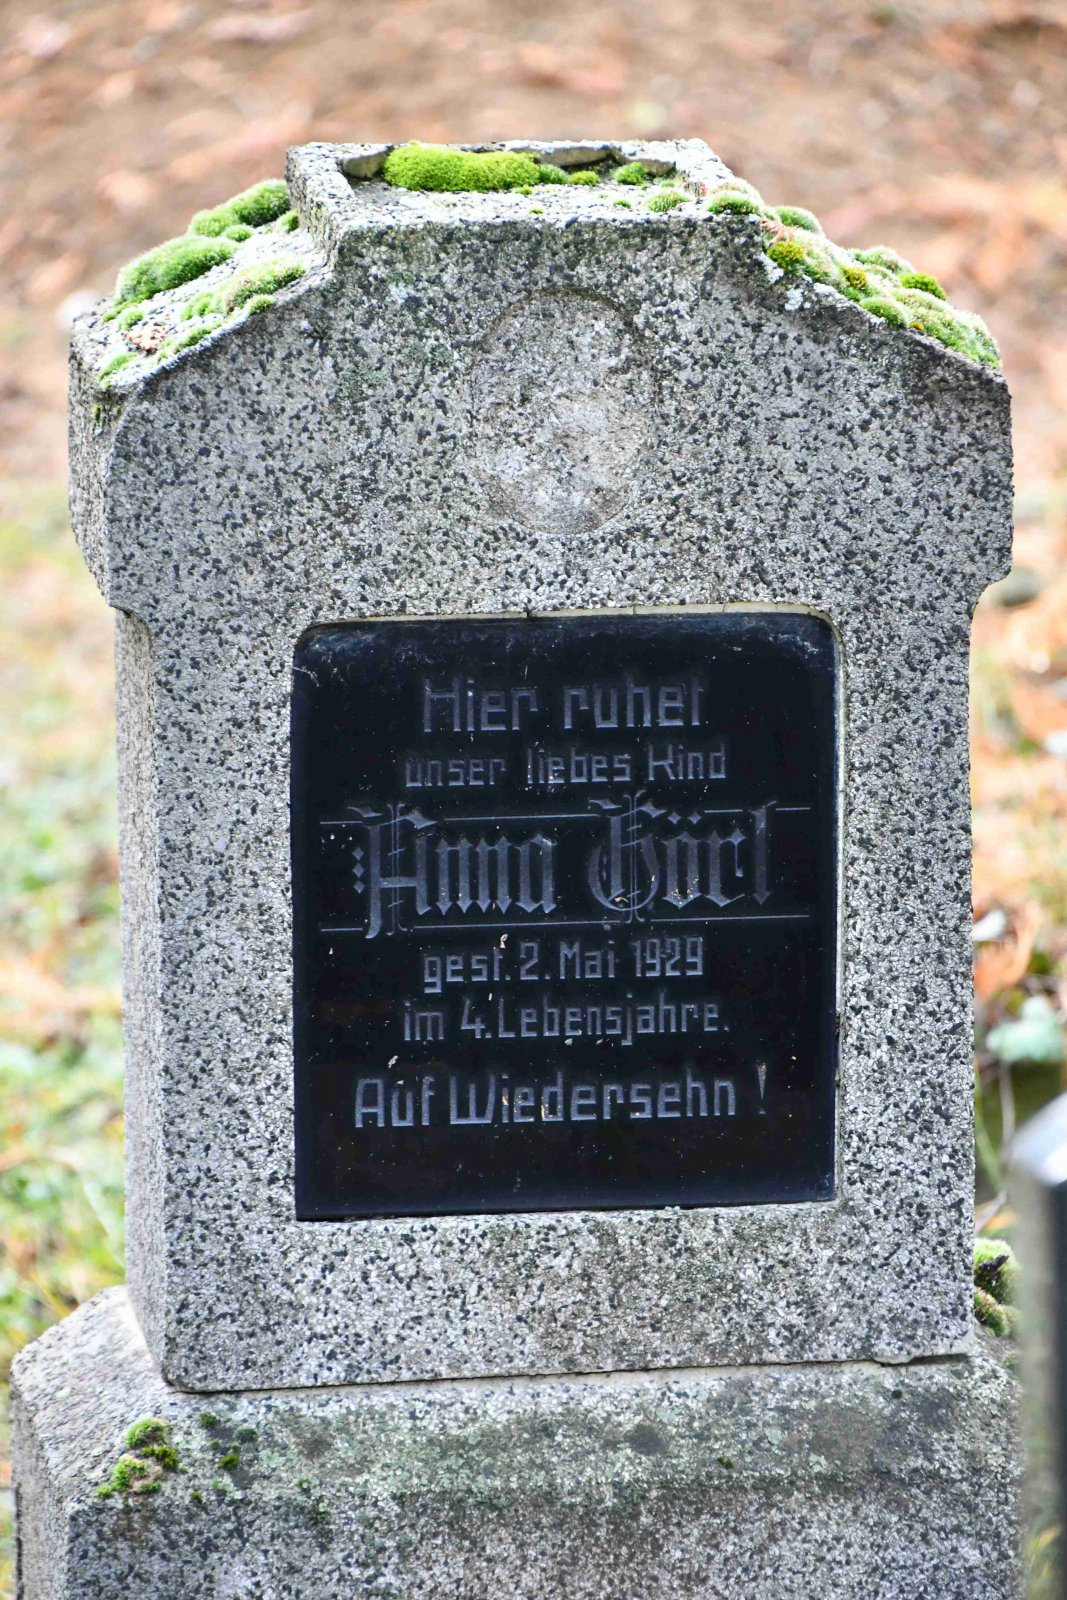 Hier ruhet
unser liebes Kind
Anna Görl
gest. 2. Mai 1929
im 4. Lebensjahre.
Auf Wiedersehn !